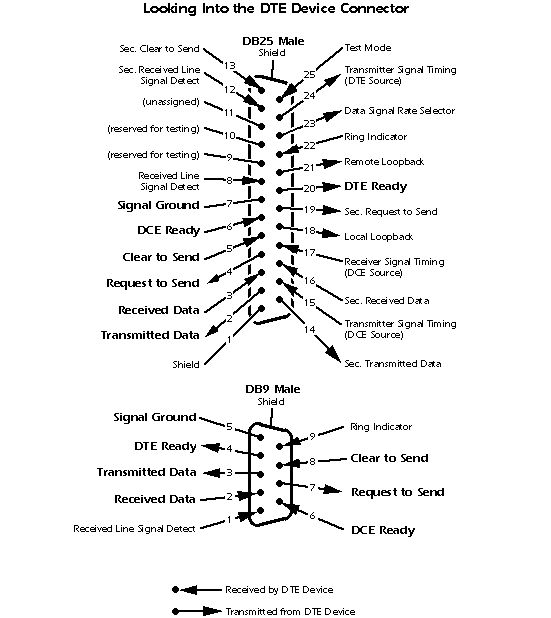 Looking Into the DTE Device Connector
DB25 Male
Shield
Sec. Clear to Send
13
Sec. Received Line
Signal Detect
12
(unassigned)
11
(reserved for testing)
10
(reserved for testing)
9
Received Line
Signal Detect
8
Signal Ground
7
DCE Ready
6
Clear to Send
5
Request to Send
4
Received Data
3
Transmitted Data
2
Shield
1
Test Mode
25
Transmitter Signal Timing
(DTE Source)
24
Data Signal Rate Selector
23
Ring Indicator
22
Remote Loopback
21
DTE Ready
20
Sec. Request to Send
19
Local Loopback
18
Receiver Signal Timing
(DCE Source)
17
Sec. Received Data
16
Transmitter Signal Timing
(DCE Source)
15
Sec. Transmitted Data
14
DB9 Male
Shield
Signal Ground
5
DTE Ready
4
Transmitted Data
3
Received Data
2
Received Line Signal Detect
1
Ring Indicator
9
Clear to Send
8
Request to Send
7
DCE Ready
6
Received by DTE Device
Transmitted from DTE Device